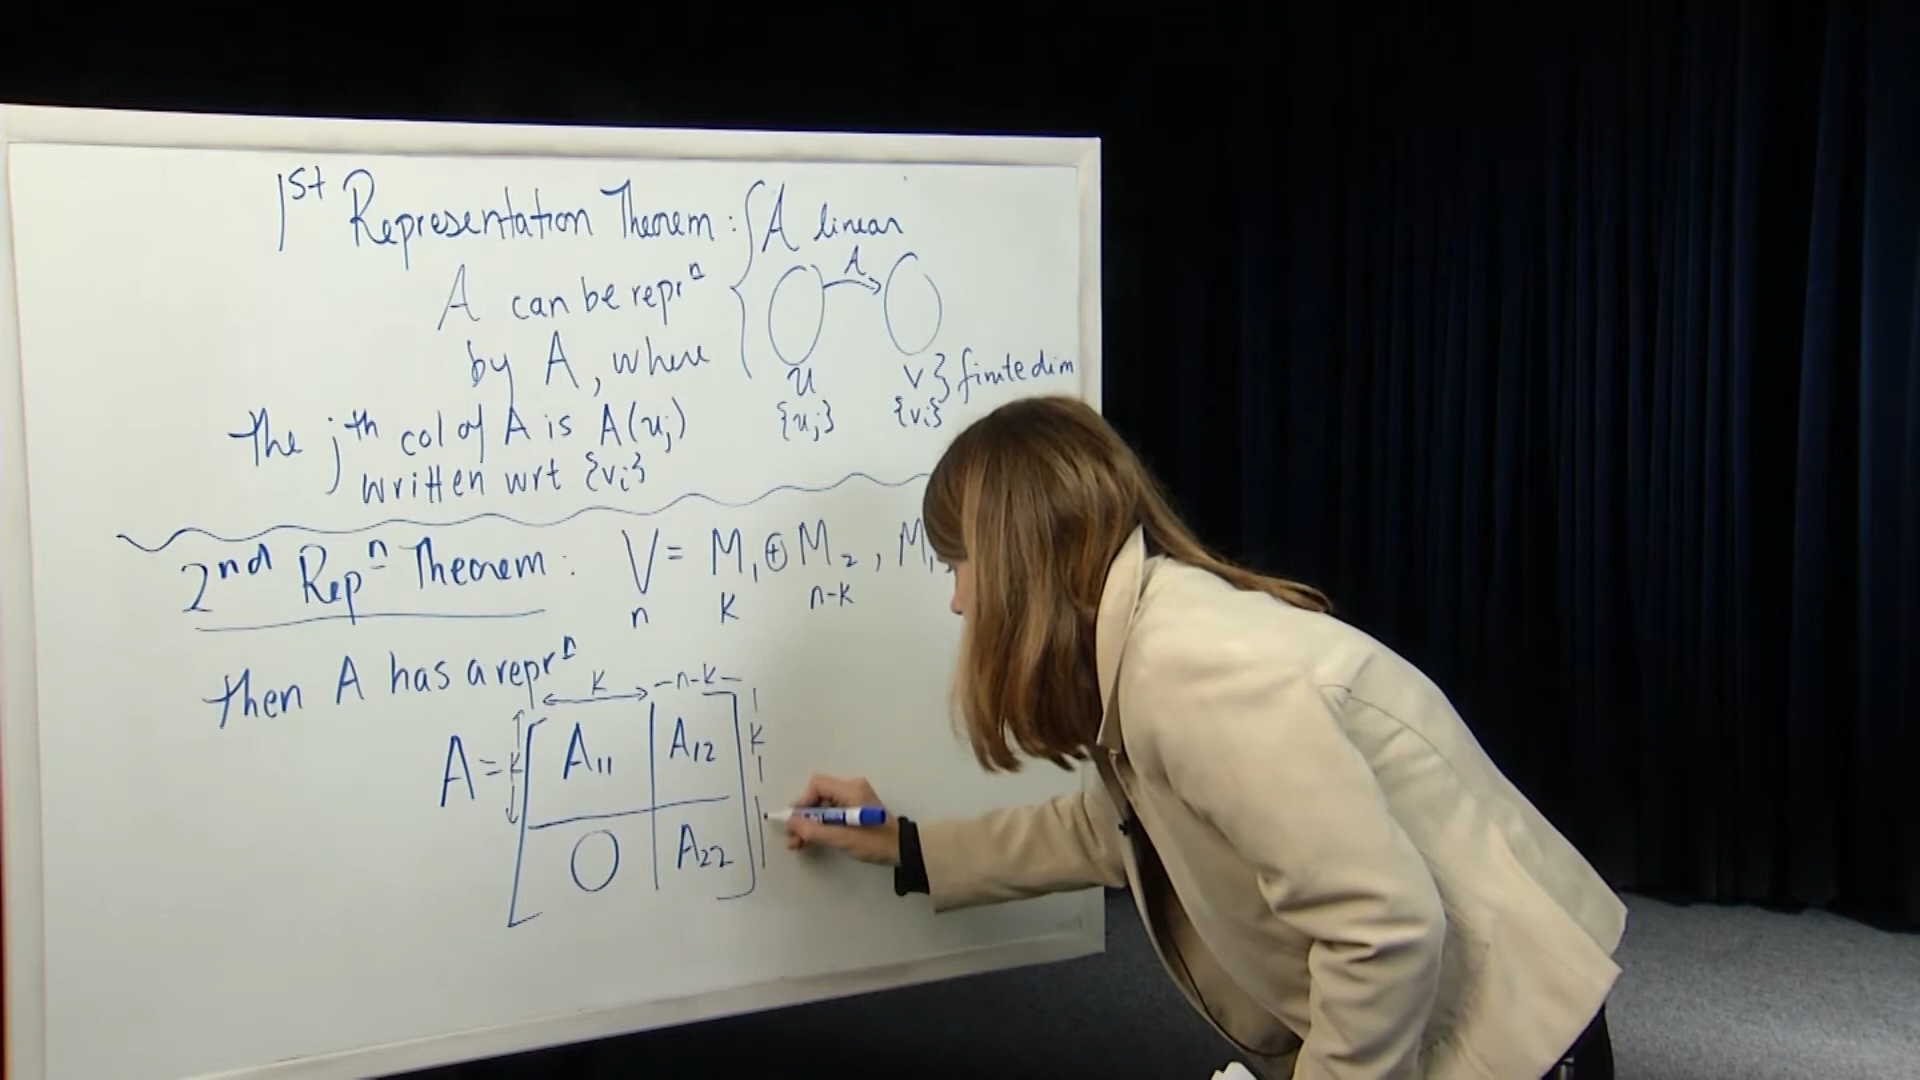 1st Representation Theorem : { A linear
A
A can be reprⁿ
by A, where
U V } finite dim
{uⱼ} {vᵢ}
the jth col of A is A(uⱼ)
written wrt {vᵢ}
2nd Repⁿ Theorem : V = M₁ ⊕ M₂ , M₁
n k n-k
then A has a reprⁿ
k n-k
A = k [ A₁₁ A₁₂ ] k
0 A₂₂